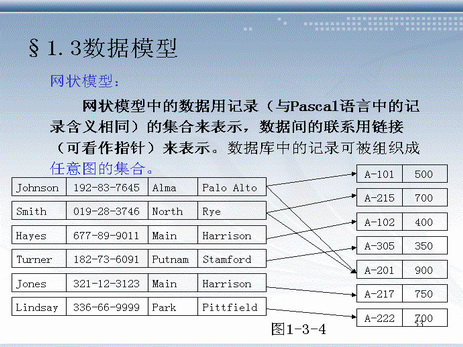 §1.3数据模型
网状模型：
网状模型中的数据用记录（与Pascal语言中的记
录含义相同）的集合来表示，数据间的联系用链接
（可看作指针）来表示。数据库中的记录可被组织成
任意图的集合。
Johnson 192-83-7645 Alma Palo Alto
Smith 019-28-3746 North Rye
Hayes 677-89-9011 Main Harrison
Turner 182-73-6091 Putnam Stamford
Jones 321-12-3123 Main Harrison
Lindsay 336-66-9999 Park Pittfield
A-101 500
A-215 700
A-102 400
A-305 350
A-201 900
A-217 750
A-222 700
图1-3-4